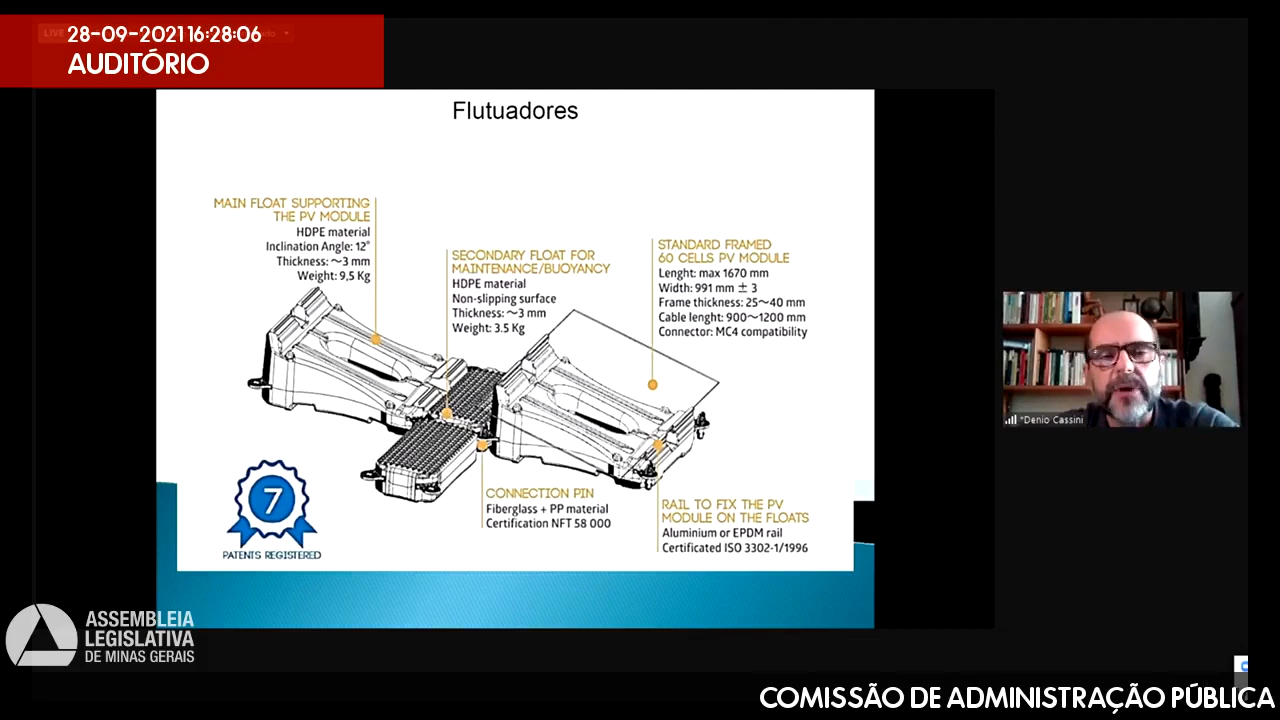 28-09-2021 16:28:06
LIVE
AUDITÓRIO
Flutuadores
MAIN FLOAT SUPPORTING
THE PV MODULE
HDPE material
Inclination Angle: 12°
Thickness: ~3 mm
Weight: 9,5 Kg
SECONDARY FLOAT FOR
MAINTENANCE/BUOYANCY
HDPE material
Non-slipping surface
Thickness: ~3 mm
Weight: 3.5 Kg
STANDARD FRAMED
60 CELLS PV MODULE
Lenght: max 1670 mm
Width: 991 mm ± 3
Frame thickness: 25~40 mm
Cable lenght: 900~1200 mm
Connector: MC4 compatibility
*Denio Cassini
7
PATENTS REGISTERED
CONNECTION PIN
Fiberglass + PP material
Certification NFT 58 000
RAIL TO FIX THE PV
MODULE ON THE FLOATS
Aluminium or EPDM rail
Certificated ISO 3302-1/1996
ASSEMBLEIA
LEGISLATIVA
DE MINAS GERAIS
COMISSÃO DE ADMINISTRAÇÃO PÚBLICA